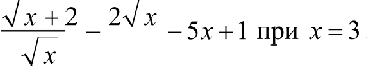 √x + 2 / √x − 2√x − 5x + 1 при x = 3